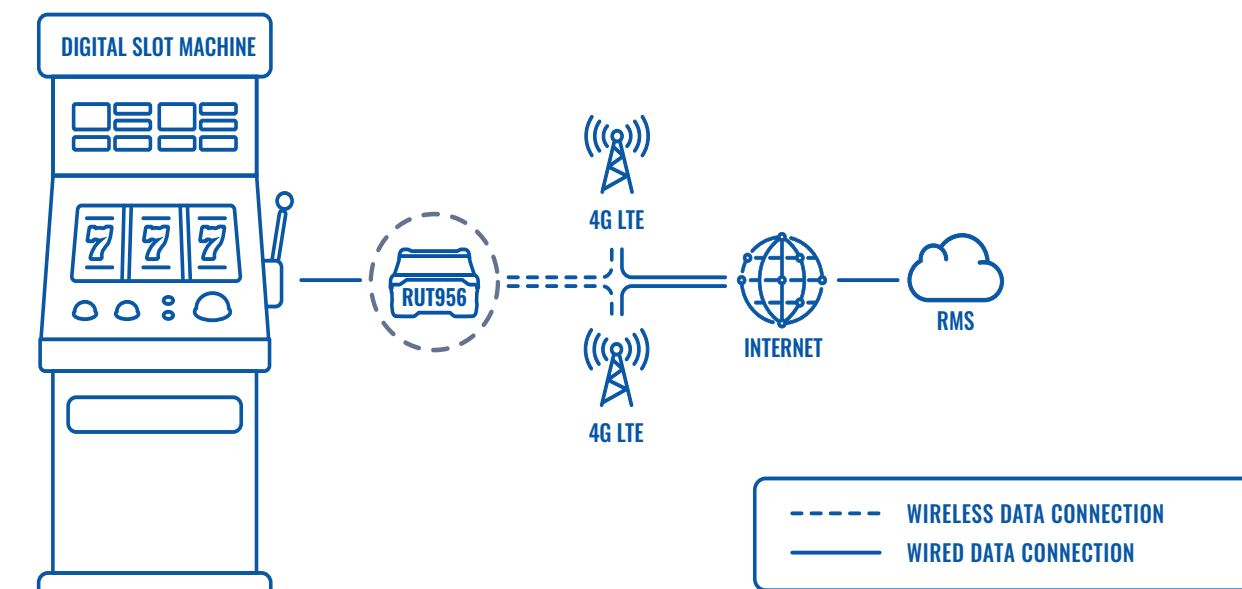 DIGITAL SLOT MACHINE
7 7 7
4G LTE
RUT956
RMS
INTERNET
4G LTE
WIRELESS DATA CONNECTION
WIRED DATA CONNECTION